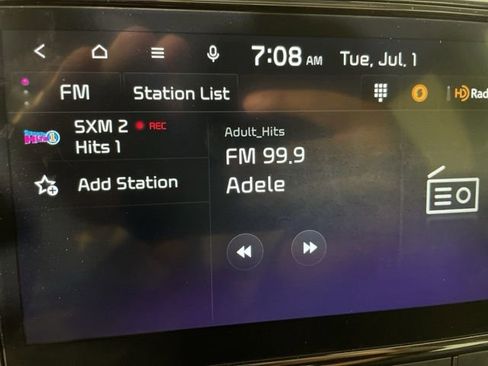 7:08 AM Tue, Jul. 1
FM Station List HD Rad
SXM 2 REC
Hits 1
Add Station
Adult_Hits
FM 99.9
Adele